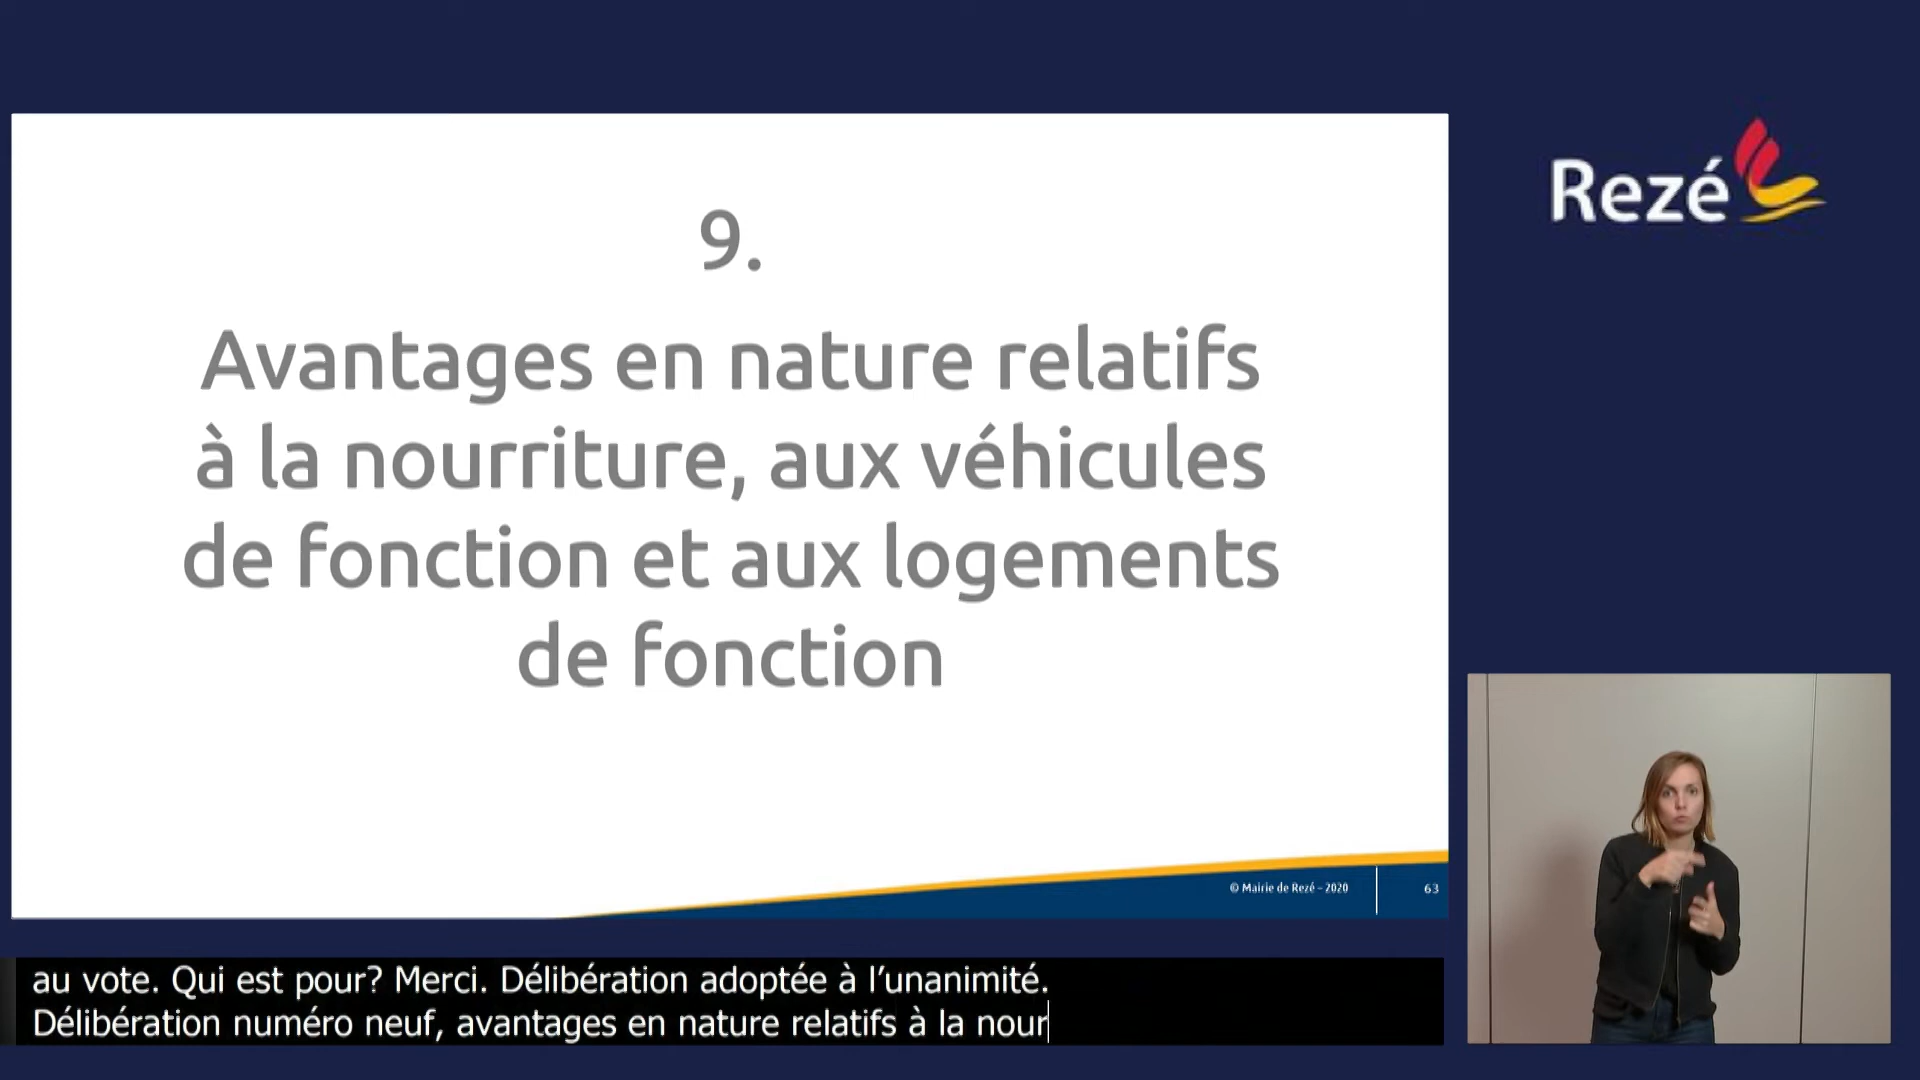 9.
Avantages en nature relatifs
à la nourriture, aux véhicules
de fonction et aux logements
de fonction
© Mairie de Rezé – 2020
63
Rezé
au vote. Qui est pour? Merci. Délibération adoptée à l’unanimité.
Délibération numéro neuf, avantages en nature relatifs à la nour